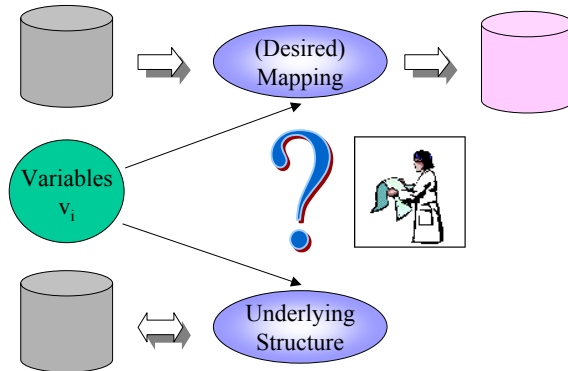 (Desired)
Mapping
Variables
v_i
Underlying
Structure